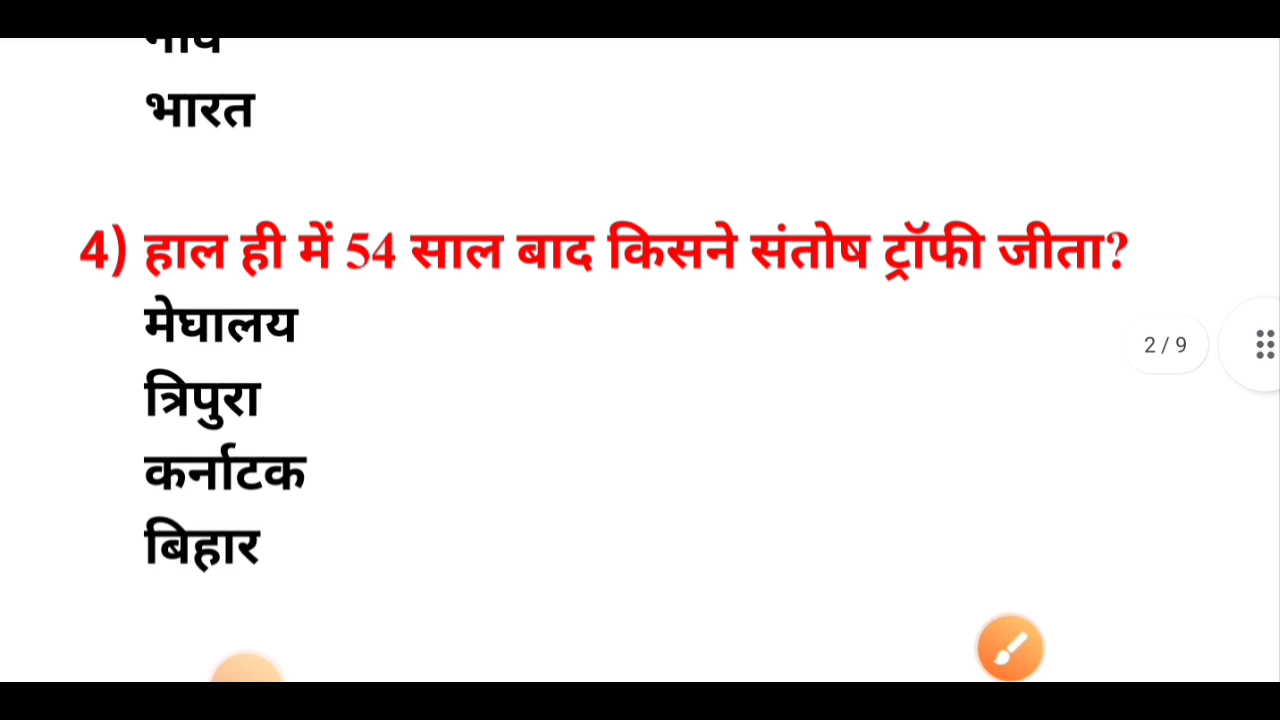 भारत
4) हाल ही में 54 साल बाद किसने संतोष ट्रॉफी जीता?
मेघालय
2 / 9
त्रिपुरा
कर्नाटक
बिहार